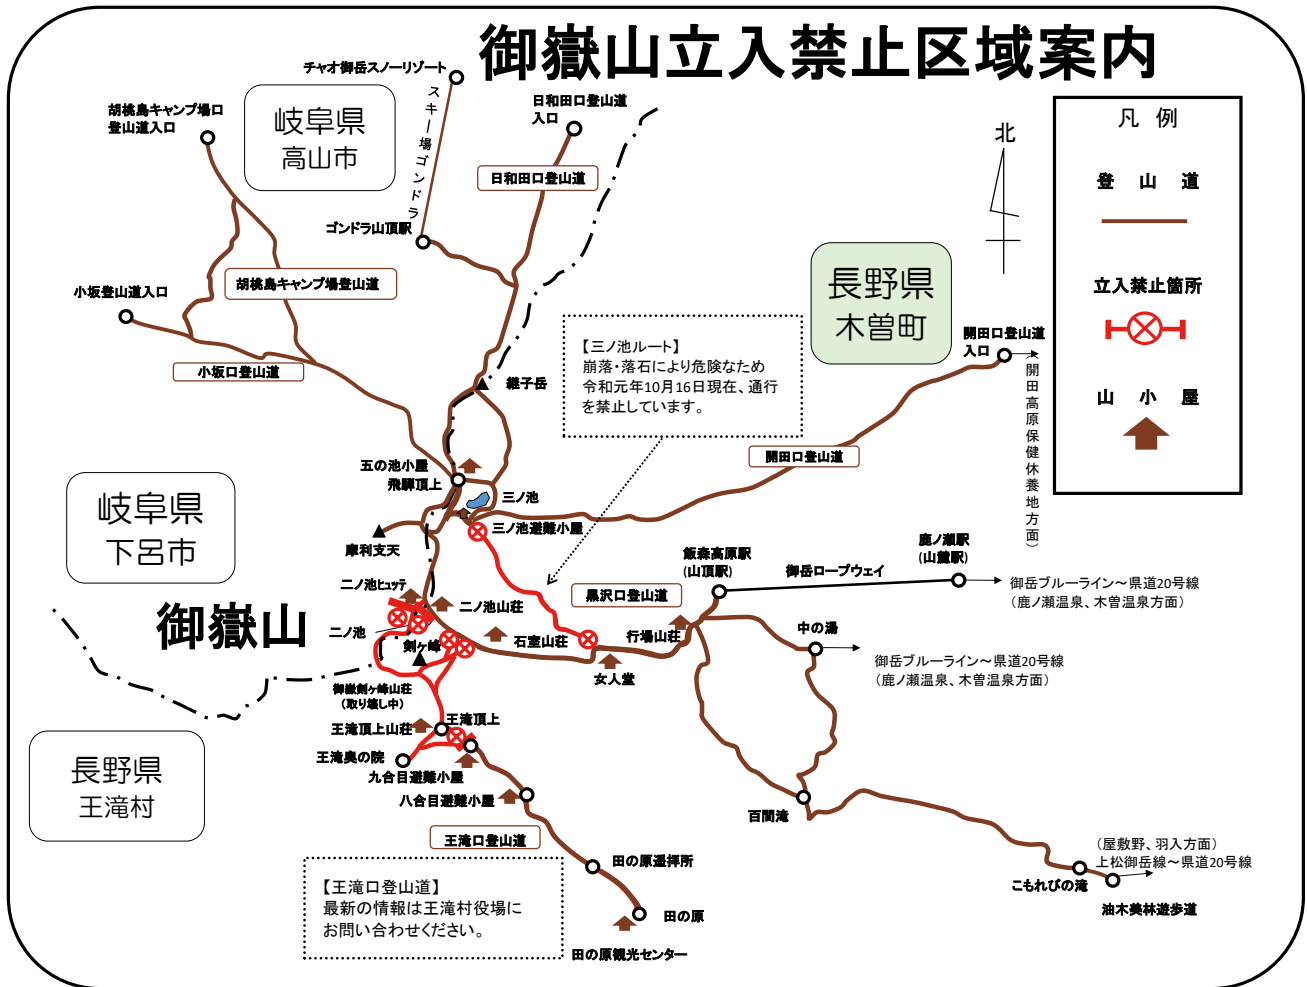 御嶽山立入禁止区域案内
チャオ御岳スノーリゾート
スキー場ゴンドラ
胡桃島キャンプ場口
登山道入口
岐阜県
高山市
日和田口登山道
入口
日和田口登山道
北
凡 例
登 山 道
立入禁止箇所
山 小 屋
ゴンドラ山頂駅
胡桃島キャンプ場登山道
小坂登山道入口
小坂口登山道
長野県
木曽町
開田口登山道
入口
開田高原保健休養地方面)
【三ノ池ルート】
崩落・落石により危険なため
令和元年10月16日現在、通行
を禁止しています。
継子岳
開田口登山道
五の池小屋
飛騨頂上
三ノ池
三ノ池避難小屋
摩利支天
岐阜県
下呂市
御嶽山
二ノ池ヒュッテ
二ノ池山荘
二ノ池
剣ヶ峰
石室山荘
黒沢口登山道
飯森高原駅
(山頂駅)
御岳ロープウェイ
鹿ノ瀬駅
(山麓駅)
御岳ブルーライン～県道20号線
(鹿ノ瀬温泉、木曽温泉方面)
行場山荘
女人堂
中の湯
御岳ブルーライン～県道20号線
(鹿ノ瀬温泉、木曽温泉方面)
御嶽剣ヶ峰山荘
(取り壊し中)
王滝頂上山荘
王滝頂上
王滝奥の院
九合目避難小屋
八合目避難小屋
長野県
王滝村
王滝口登山道
百間滝
田の原遥拝所
田の原
田の原観光センター
【王滝口登山道】
最新の情報は王滝村役場に
お問い合わせください。
(屋敷野、羽入方面)
上松御岳線～県道20号線
こもれびの滝
油木美林遊歩道